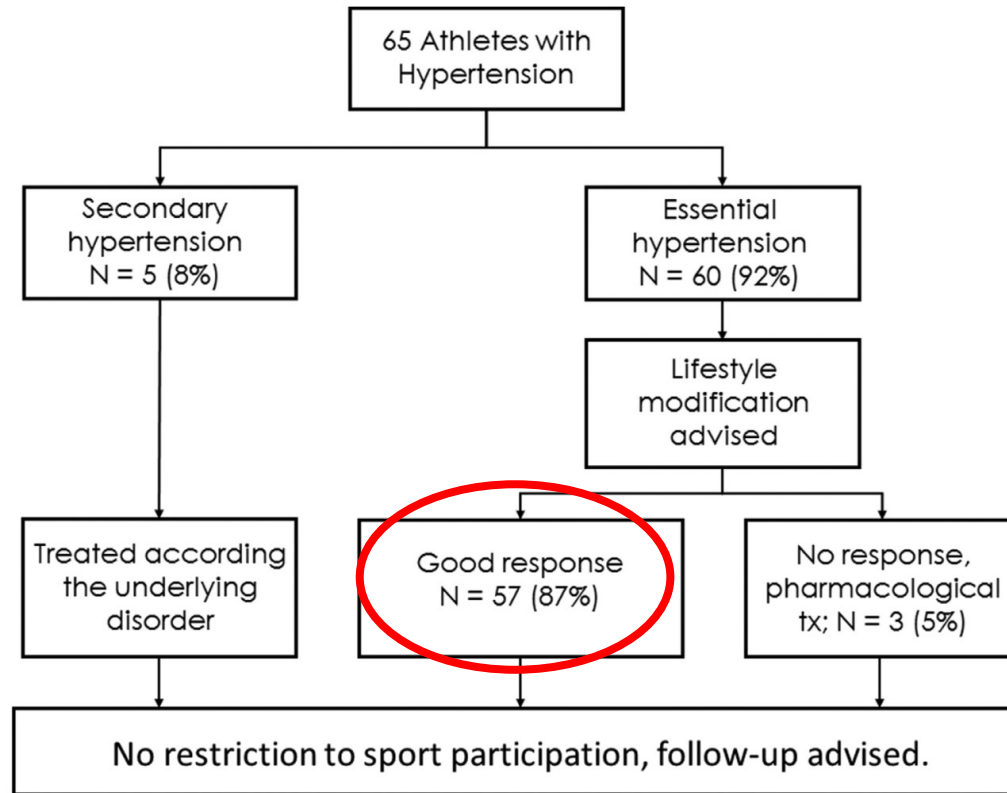 65 Athletes with
Hypertension
Secondary
hypertension
N = 5 (8%)
Essential
hypertension
N = 60 (92%)
Lifestyle
modification
advised
Treated according
the underlying
disorder
Good response
N = 57 (87%)
No response,
pharmacological
tx; N = 3 (5%)
No restriction to sport participation, follow-up advised.